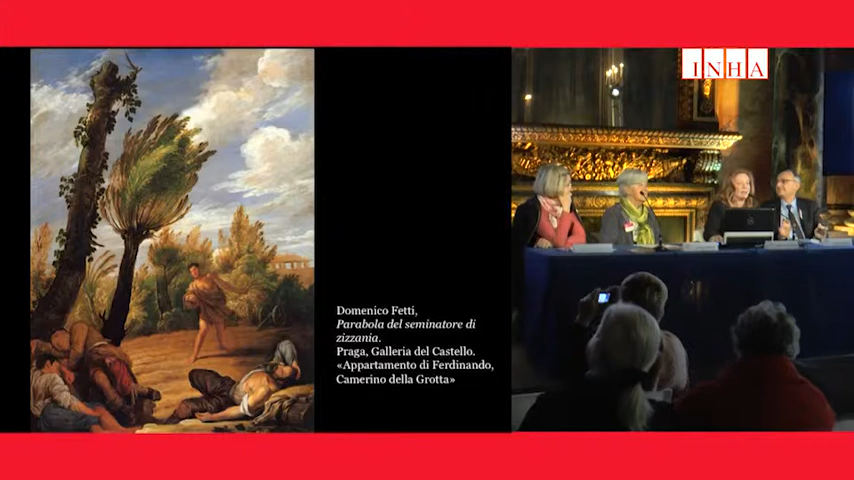 INHA
Domenico Fetti,
Parabola del seminatore di
zizzania.
Praga, Galleria del Castello.
«Appartamento di Ferdinando,
Camerino della Grotta»